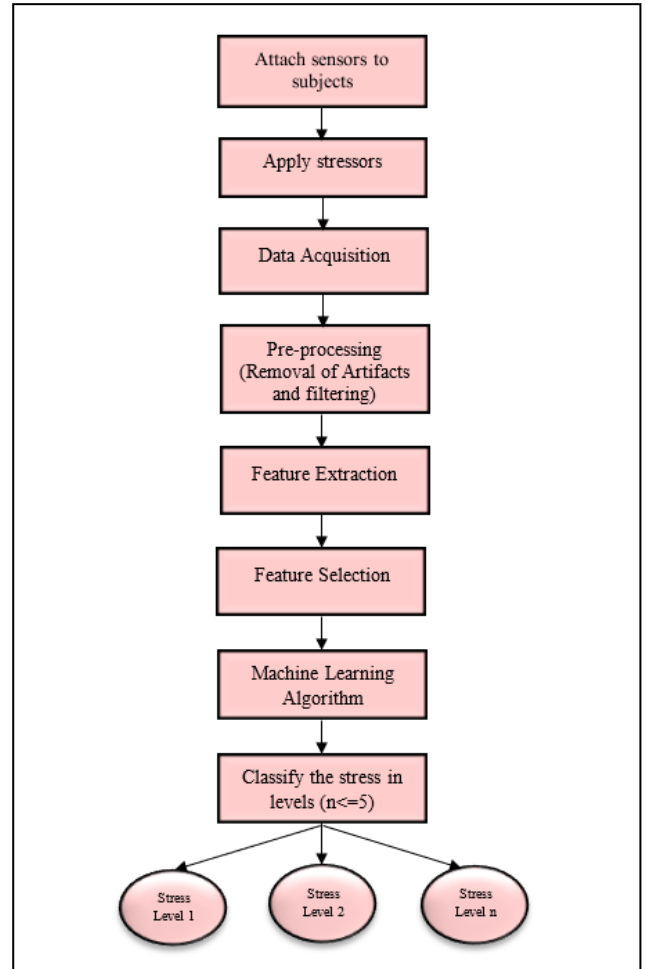 Attach sensors to
subjects
Apply stressors
Data Acquisition
Pre-processing
(Removal of Artifacts
and filtering)
Feature Extraction
Feature Selection
Machine Learning
Algorithm
Classify the stress in
levels (n<=5)
Stress
Level 1
Stress
Level 2
Stress
Level n